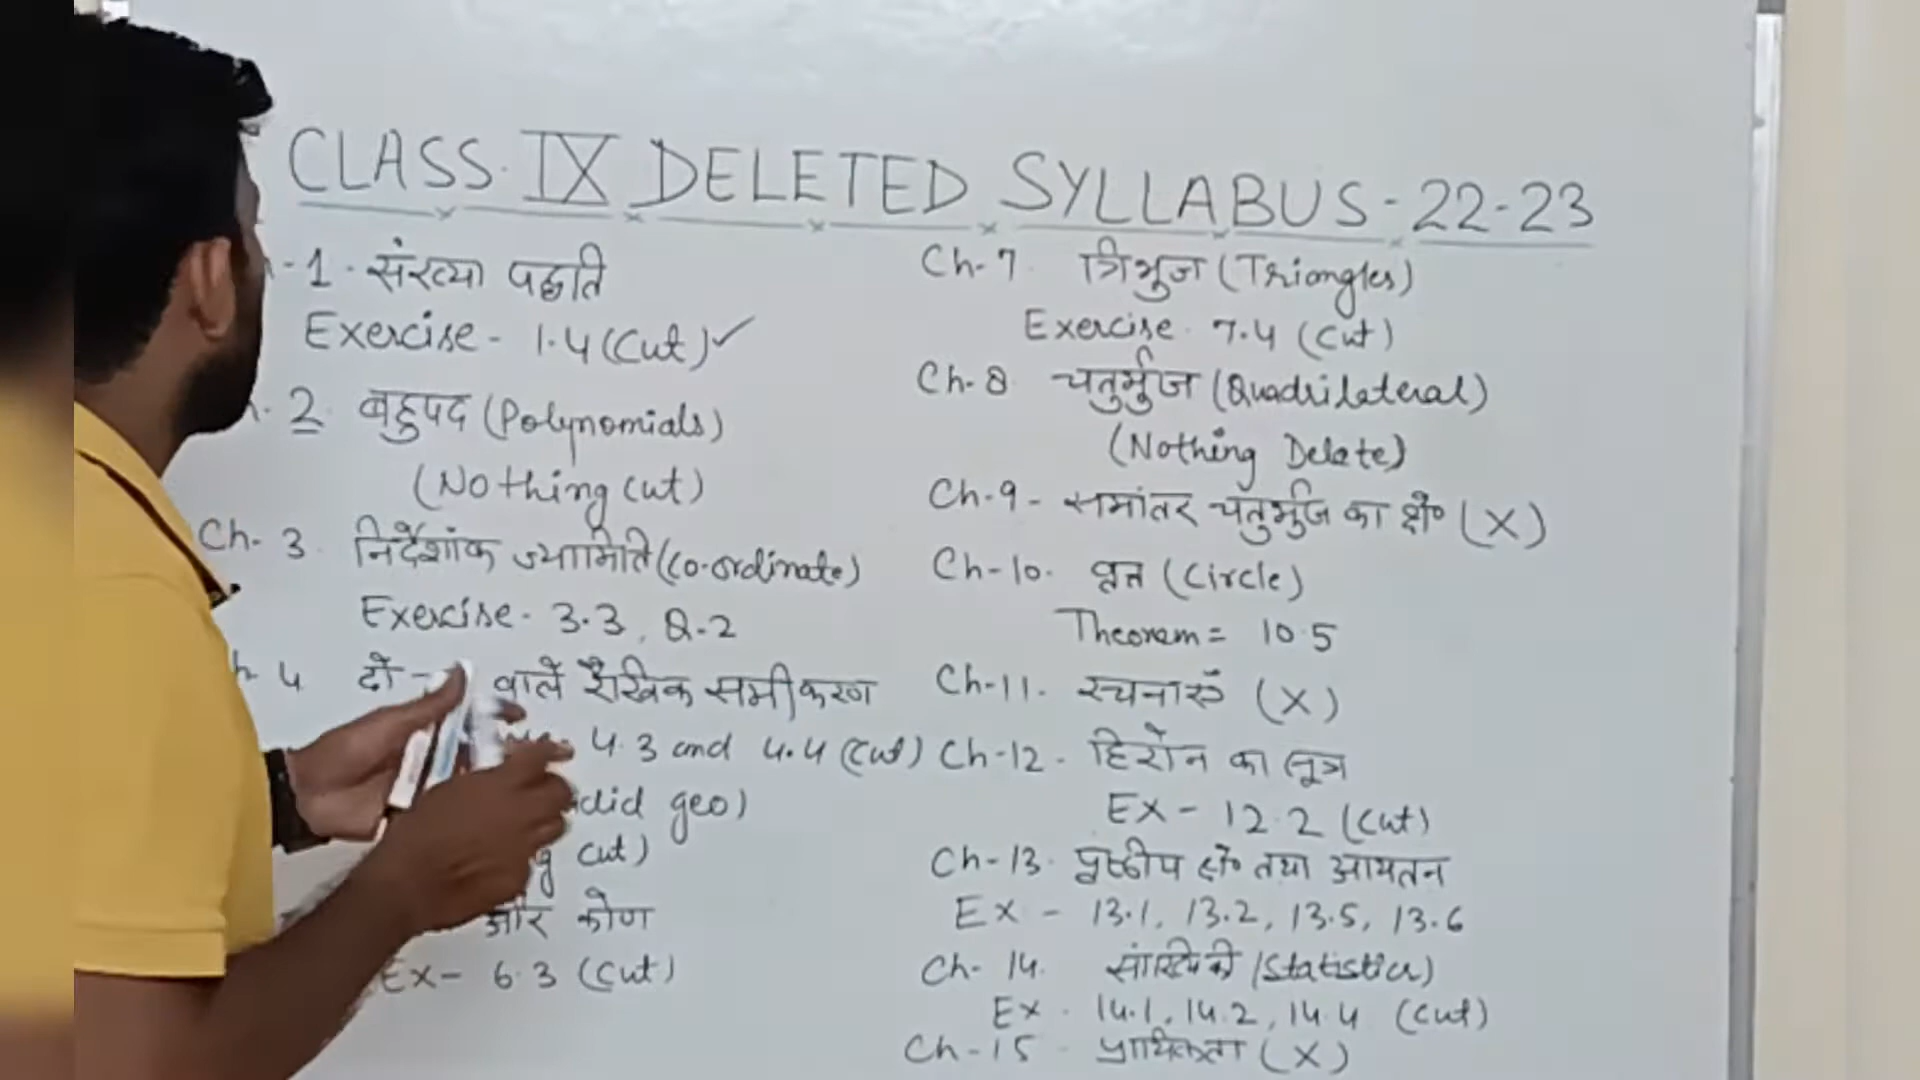 CLASS. IX DELETED SYLLABUS - 22-23
- 1 . संख्या पद्धति
Exercise - 1.4 (Cut) ✓
. 2 . बहुपद (Polynomials)
(Nothing cut)
Ch. 3 . निर्देशांक ज्यामिति (Co-ordinate)
Exercise - 3.3, Q.2
4 दो - वाले रैखिक समीकरण
4.3 and 4.4 (cut)
geo)
cut)
और कोण
Ex - 6.3 (Cut)
Ch-7. त्रिभुज (Triangles)
Exercise. 7.4 (Cut)
Ch-8. चतुर्भुज (Quadrilateral)
(Nothing Delete)
Ch-9 - समांतर चतुर्भुज का क्षे० (X)
Ch-10. वृत्त (Circle)
Theorem = 10.5
Ch-11. रचनाएँ (X)
Ch-12 - हिरोन का सूत्र
EX - 12.2 (Cut)
Ch-13. पृष्ठीय क्षे० तथा आयतन
EX - 13.1, 13.2, 13.5, 13.6
Ch- 14. सांख्यिकी (Statistics)
EX - 14.1, 14.2, 14.4 (Cut)
Ch-15 - प्रायिकता (X)